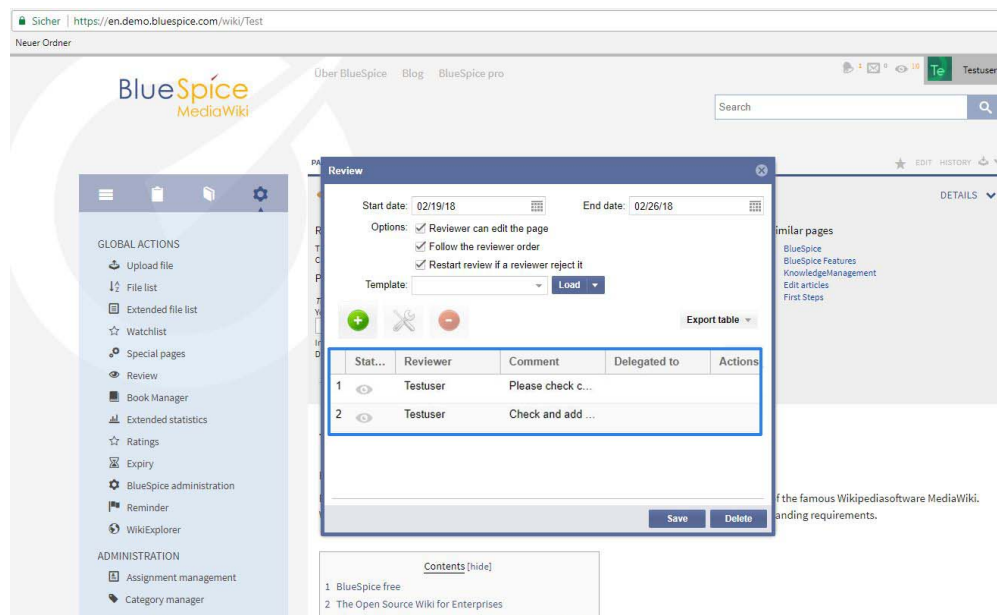 Sicher | https://en.demo.bluespice.com/wiki/Test
Neuer Ordner
BlueSpice
MediaWiki
Über BlueSpice Blog BlueSpice pro
Te Testuser
Search
EDIT HISTORY
DETAILS
GLOBAL ACTIONS
Upload file
File list
Extended file list
Watchlist
Special pages
Review
Book Manager
Extended statistics
Ratings
Expiry
BlueSpice administration
Reminder
WikiExplorer
ADMINISTRATION
Assignment management
Category manager
Review
Start date: 02/19/18 End date: 02/26/18
Options: Reviewer can edit the page
Follow the reviewer order
Restart review if a reviewer reject it
Template: Load
Export table
Stat... Reviewer Comment Delegated to Actions
1 Testuser Please check c...
2 Testuser Check and add ...
Save Delete
imilar pages
BlueSpice
BlueSpice Features
KnowledgeManagement
Edit articles
First Steps
f the famous Wikipediasoftware MediaWiki.
anding requirements.
Contents [hide]
1 BlueSpice free
2 The Open Source Wiki for Enterprises